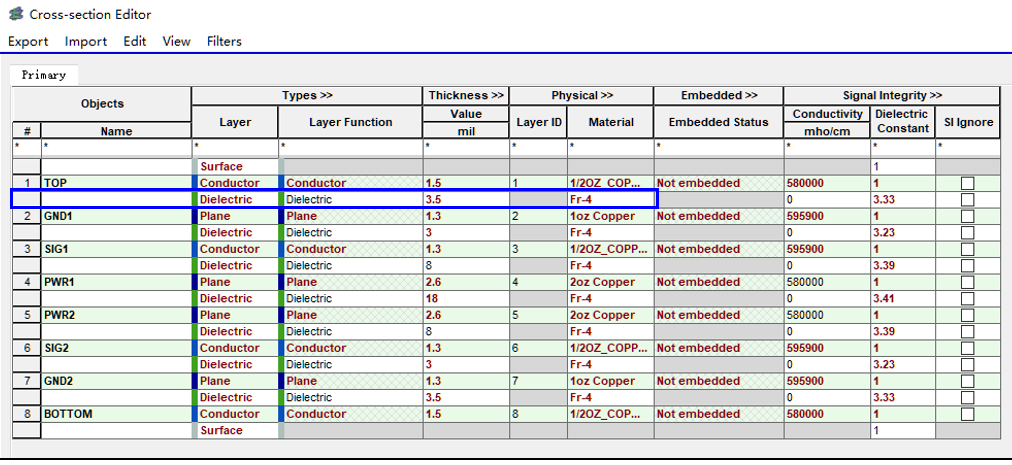 Cross-section Editor
Export Import Edit View Filters
Primary
Objects Types >> Thickness >> Physical >> Embedded >> Signal Integrity >>
# Name Layer Layer Function Value mil Layer ID Material Embedded Status Conductivity mho/cm Dielectric Constant SI Ignore
* * * * * * * * * * *
Surface 1
1 TOP Conductor Conductor 1.5 1 1/2OZ_COP... Not embedded 580000 1
Dielectric Dielectric 3.5 Fr-4 0 3.33
2 GND1 Plane Plane 1.3 2 1oz Copper Not embedded 595900 1
Dielectric Dielectric 3 Fr-4 0 3.23
3 SIG1 Conductor Conductor 1.3 3 1/2OZ_COPP... Not embedded 595900 1
Dielectric Dielectric 8 Fr-4 0 3.39
4 PWR1 Plane Plane 2.6 4 2oz Copper Not embedded 580000 1
Dielectric Dielectric 18 Fr-4 0 3.41
5 PWR2 Plane Plane 2.6 5 2oz Copper Not embedded 580000 1
Dielectric Dielectric 8 Fr-4 0 3.39
6 SIG2 Conductor Conductor 1.3 6 1/2OZ_COPP... Not embedded 595900 1
Dielectric Dielectric 3 Fr-4 0 3.23
7 GND2 Plane Plane 1.3 7 1oz Copper Not embedded 595900 1
Dielectric Dielectric 3.5 Fr-4 0 3.33
8 BOTTOM Conductor Conductor 1.5 8 1/2OZ_COP... Not embedded 580000 1
Surface 1